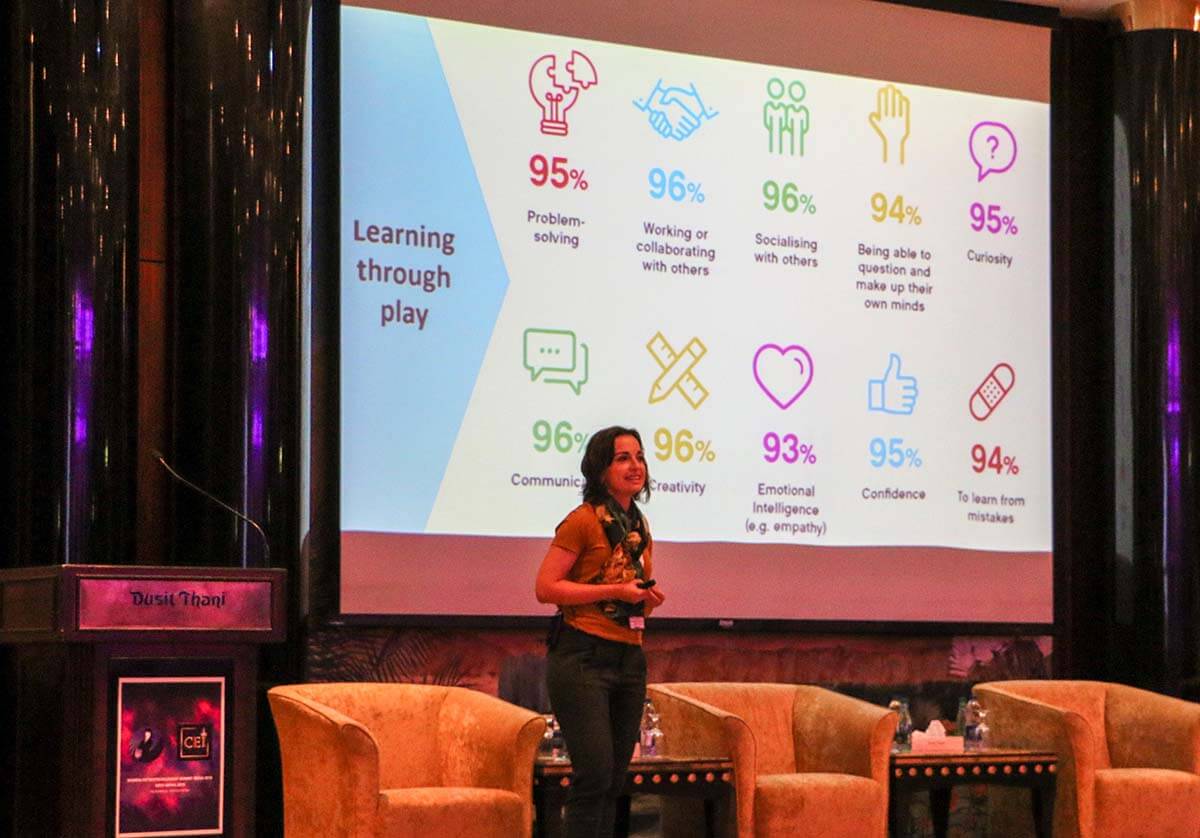 Learning
through
play
95%
Problem-
solving
96%
Working or
collaborating
with others
96%
Socialising
with others
94%
Being able to
question and
make up their
own minds
?
95%
Curiosity
96%
Communic
96%
Creativity
93%
Emotional
Intelligence
(e.g. empathy)
95%
Confidence
94%
To learn from
mistakes
Dusit Thani
CEI